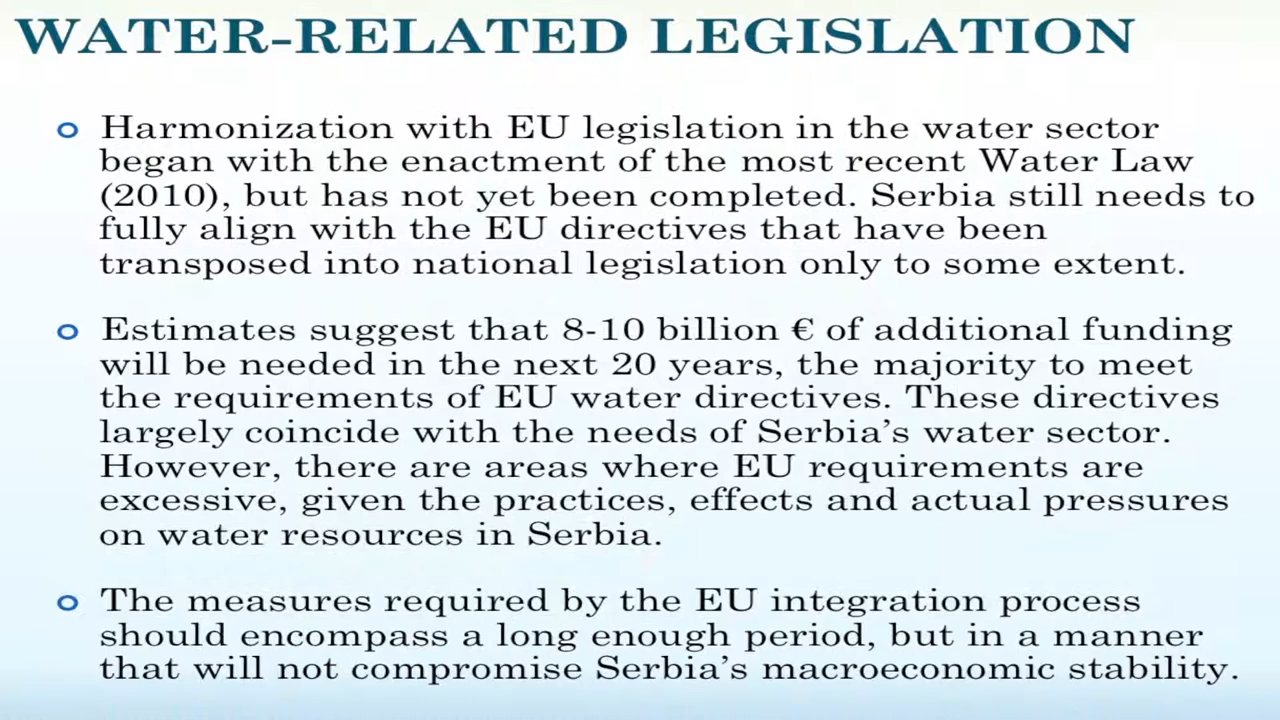 WATER-RELATED LEGISLATION
Harmonization with EU legislation in the water sector
began with the enactment of the most recent Water Law
(2010), but has not yet been completed. Serbia still needs to
fully align with the EU directives that have been
transposed into national legislation only to some extent.
Estimates suggest that 8-10 billion € of additional funding
will be needed in the next 20 years, the majority to meet
the requirements of EU water directives. These directives
largely coincide with the needs of Serbia’s water sector.
However, there are areas where EU requirements are
excessive, given the practices, effects and actual pressures
on water resources in Serbia.
The measures required by the EU integration process
should encompass a long enough period, but in a manner
that will not compromise Serbia’s macroeconomic stability.